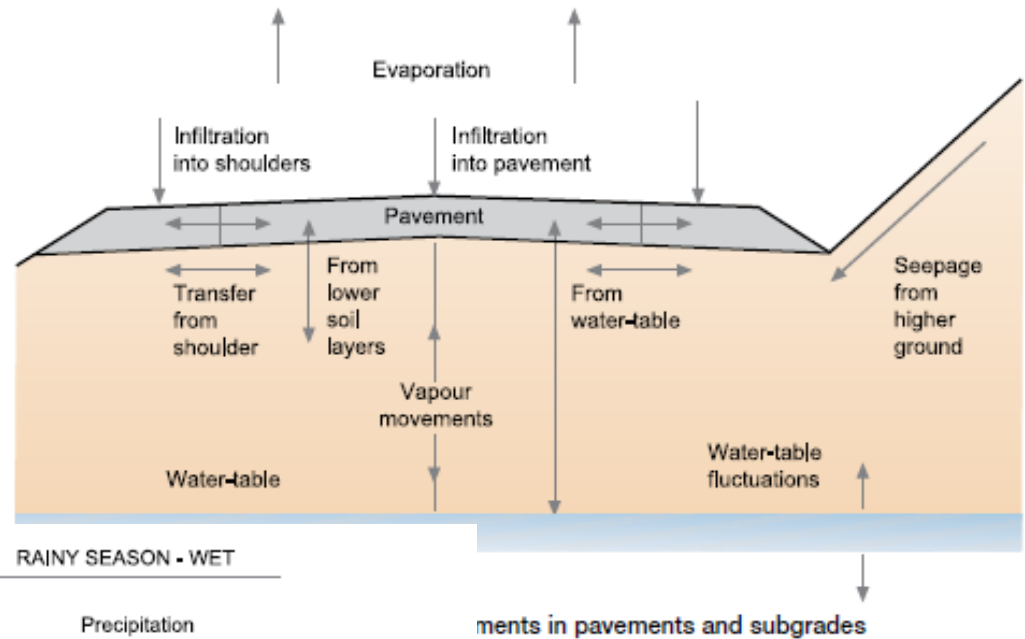 Evaporation
Infiltration
into shoulders
Infiltration
into pavement
Pavement
Transfer
from
shoulder
From
lower
soil
layers
From
water-table
Seepage
from
higher
ground
Vapour
movements
Water-table
Water-table
fluctuations
RAINY SEASON - WET
Precipitation
ments in pavements and subgrades